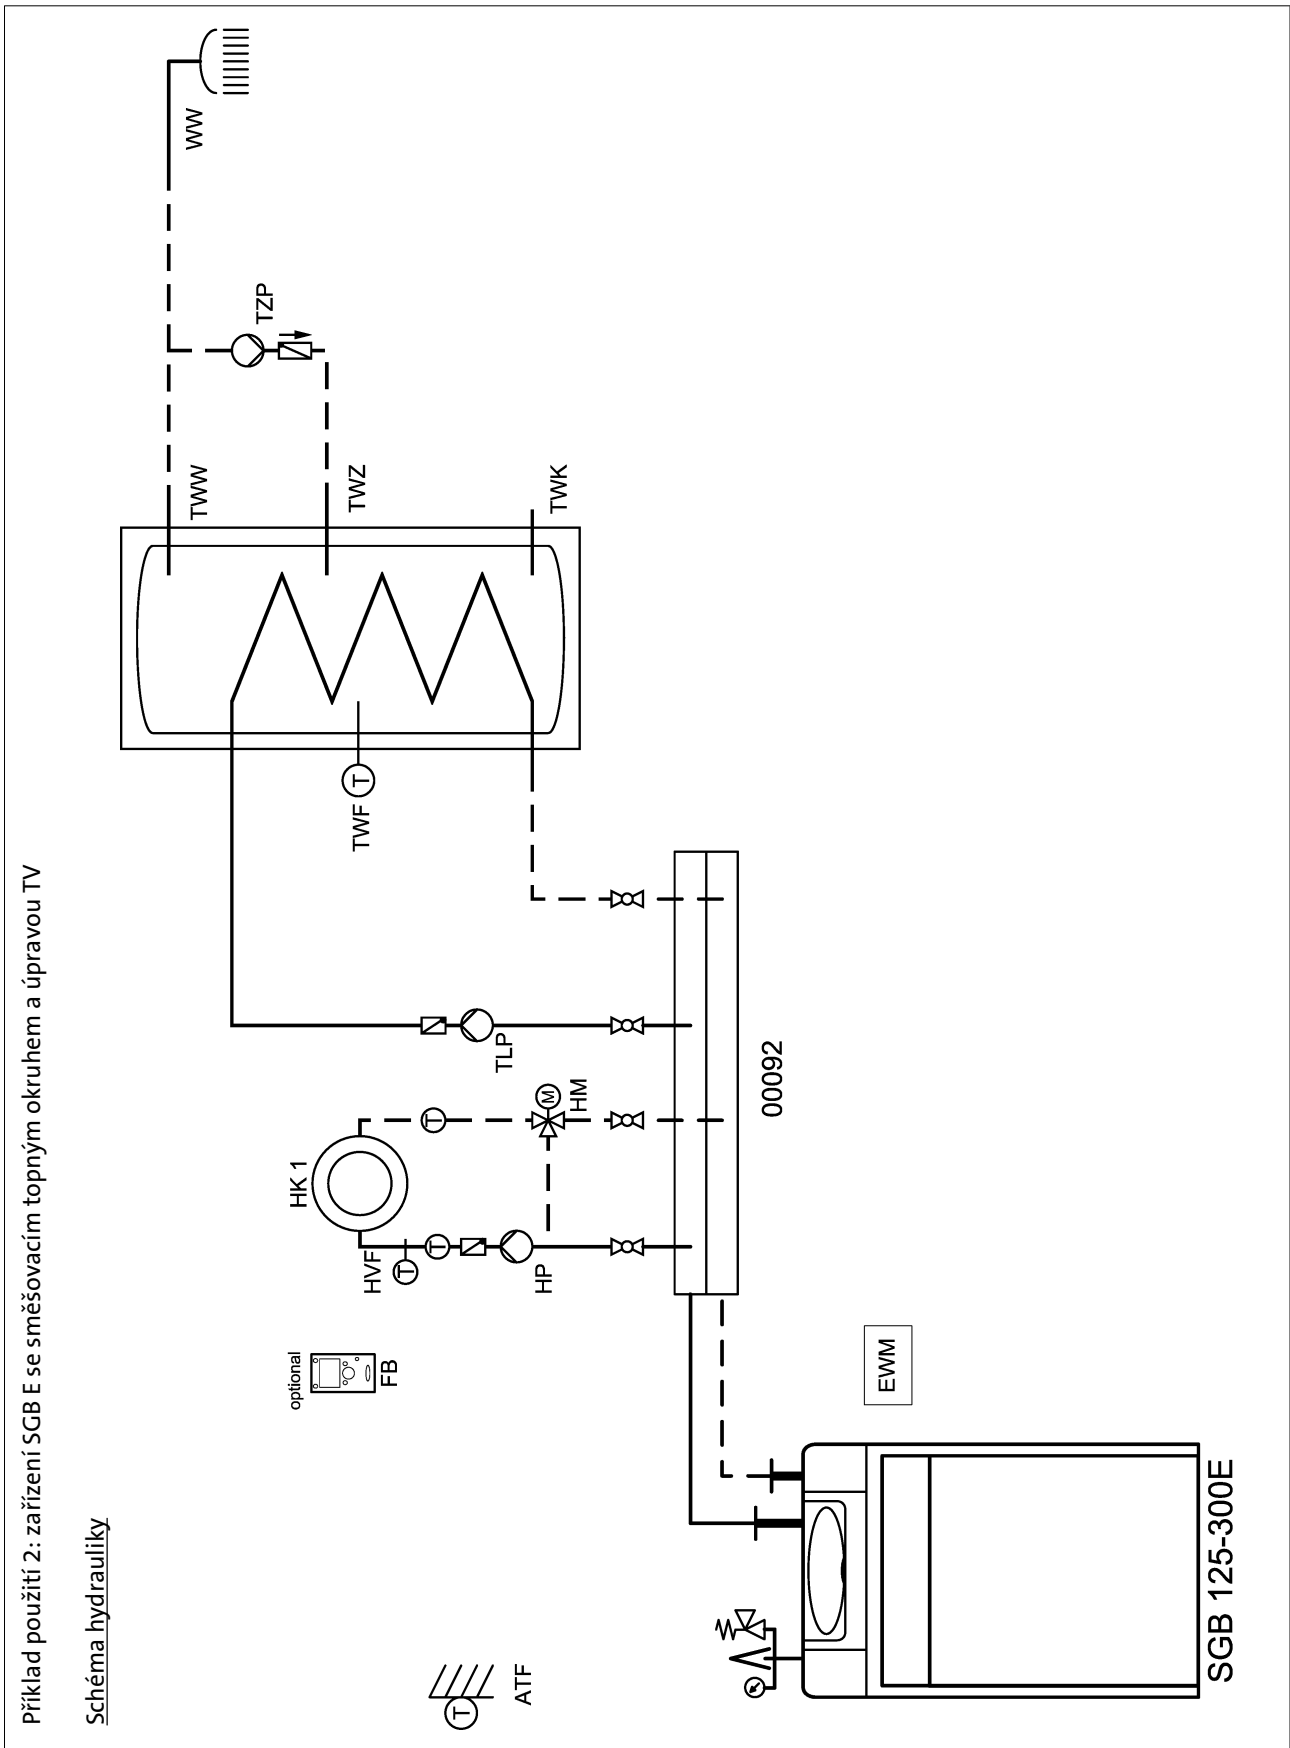 Příklad použití 2: zařízení SGB E se směšovacím topným okruhem a úpravou TV
Schéma hydrauliky
WW
TZP
TWW
TWZ
TWK
T
TWF
HK 1
T
T
HVF
T
M
HM
HP
TLP
00092
optional
FB
EWM
T
ATF
SGB 125-300E